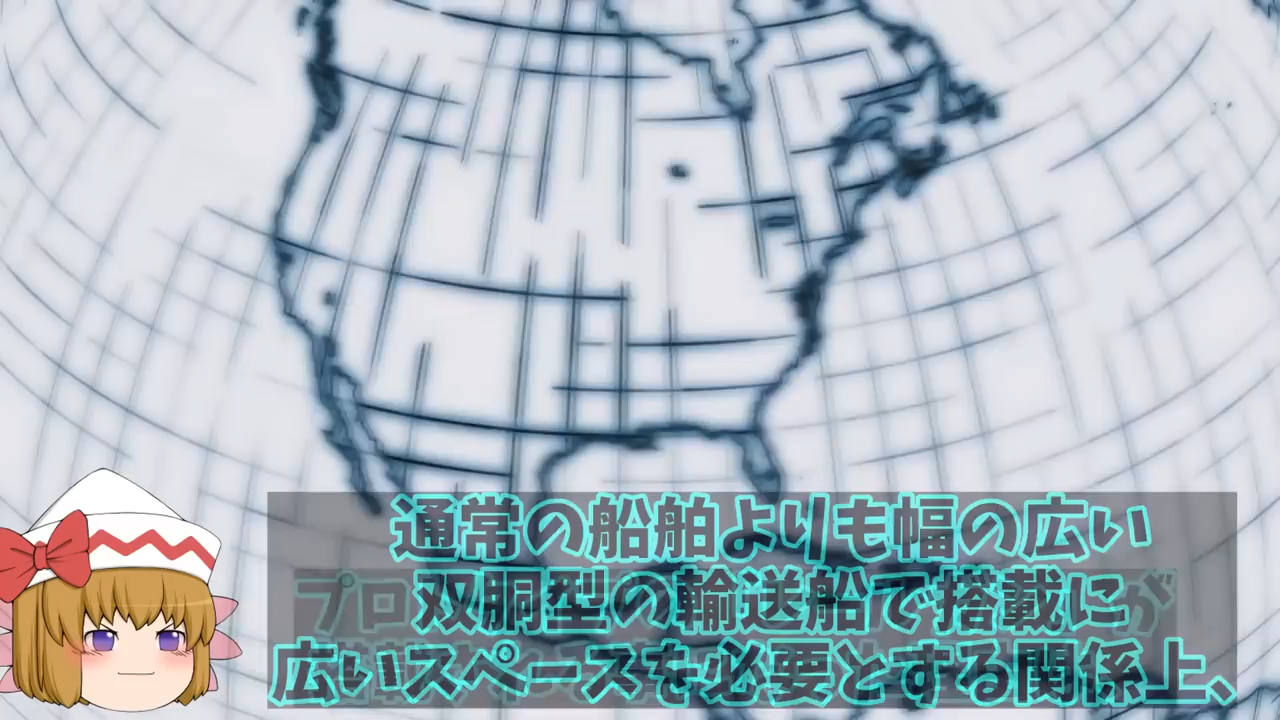 通常の船舶よりも幅の広い
双胴型の輸送船で搭載に
広いスペースを必要とする関係上、